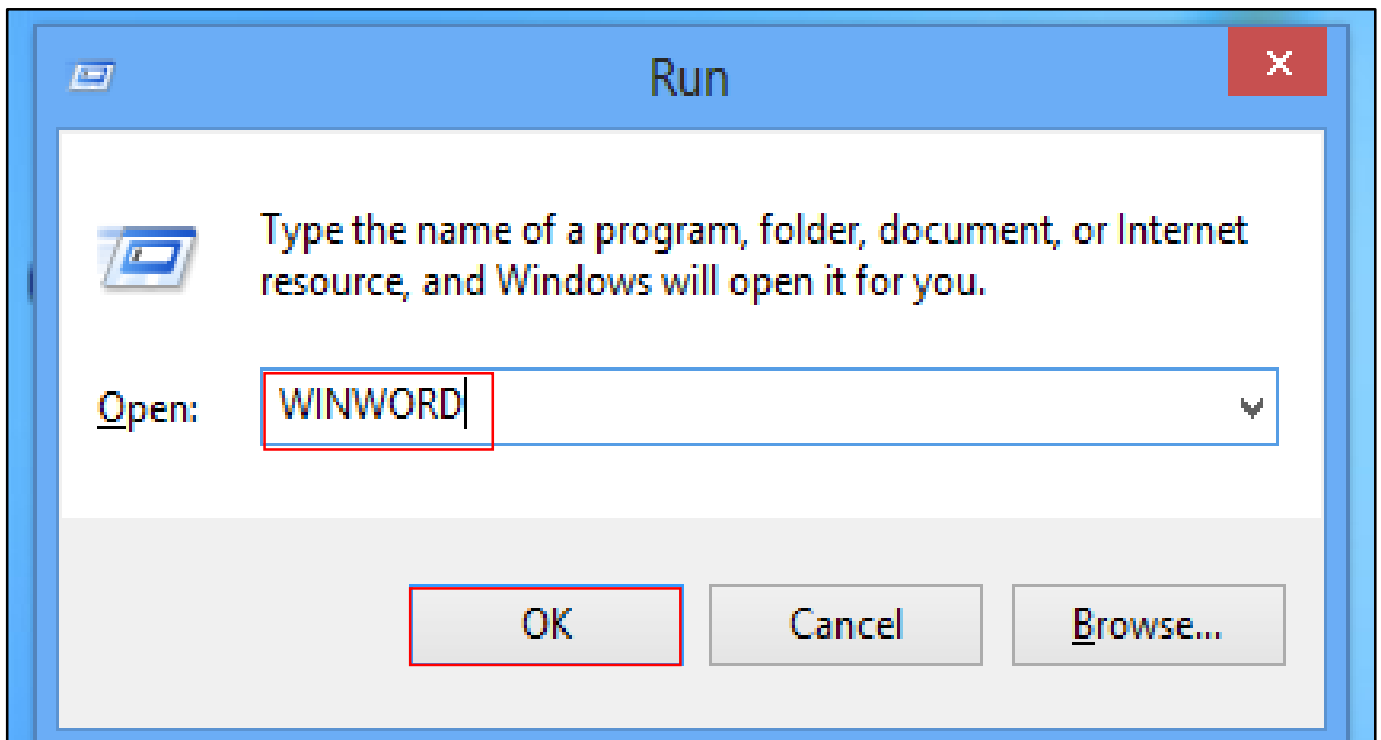 Run
Type the name of a program, folder, document, or Internet
resource, and Windows will open it for you.
Open: WINWORD
OK Cancel Browse...